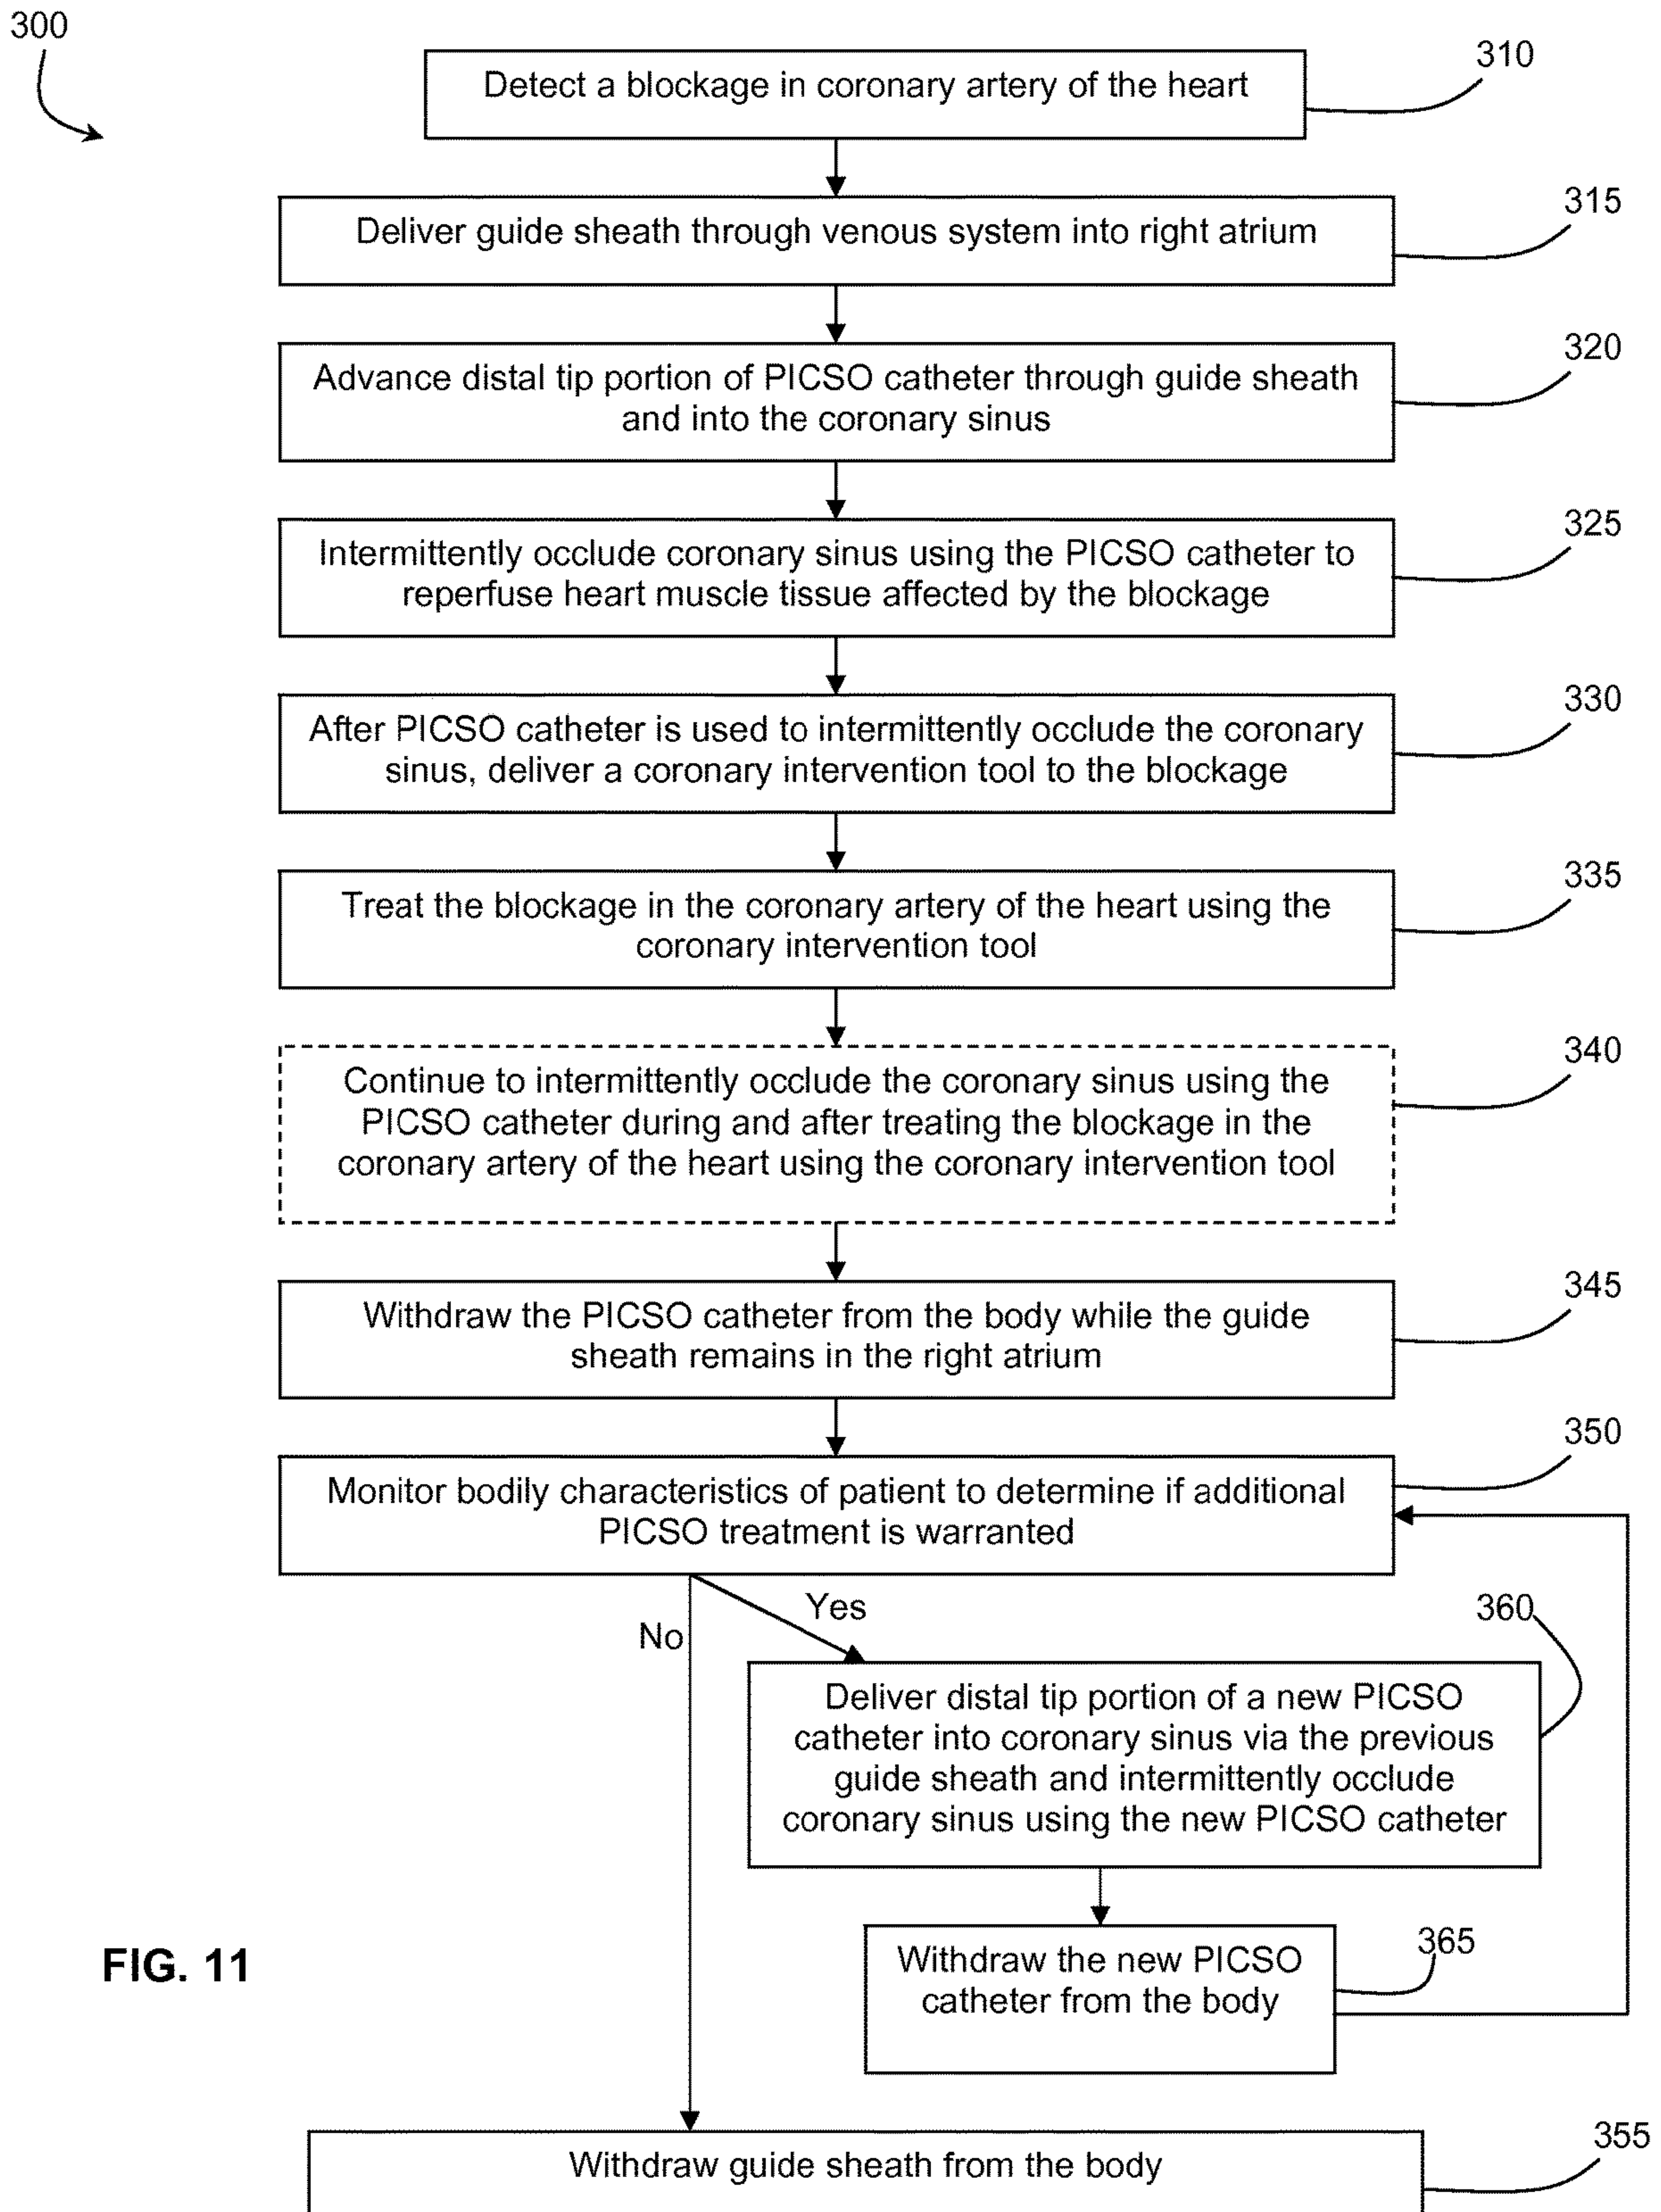 300
310
Detect a blockage in coronary artery of the heart
315
Deliver guide sheath through venous system into right atrium
320
Advance distal tip portion of PICSO catheter through guide sheath
and into the coronary sinus
325
Intermittently occlude coronary sinus using the PICSO catheter to
reperfuse heart muscle tissue affected by the blockage
330
After PICSO catheter is used to intermittently occlude the coronary
sinus, deliver a coronary intervention tool to the blockage
335
Treat the blockage in the coronary artery of the heart using the
coronary intervention tool
340
Continue to intermittently occlude the coronary sinus using the
PICSO catheter during and after treating the blockage in the
coronary artery of the heart using the coronary intervention tool
345
Withdraw the PICSO catheter from the body while the guide
sheath remains in the right atrium
350
Monitor bodily characteristics of patient to determine if additional
PICSO treatment is warranted
Yes
No
360
Deliver distal tip portion of a new PICSO
catheter into coronary sinus via the previous
guide sheath and intermittently occlude
coronary sinus using the new PICSO catheter
365
Withdraw the new PICSO
catheter from the body
FIG. 11
355
Withdraw guide sheath from the body